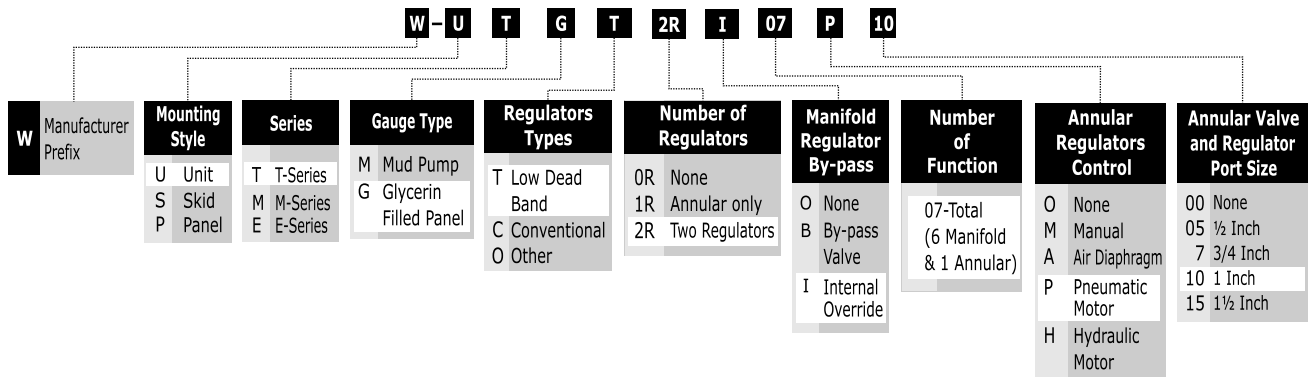 W-U T G T 2R I 07 P 10
W Manufacturer
Prefix
Mounting
Style
U Unit
S Skid
P Panel
Series
T T-Series
M M-Series
E E-Series
Gauge Type
M Mud Pump
G Glycerin
Filled Panel
Regulators
Types
T Low Dead
Band
C Conventional
O Other
Number of
Regulators
0R None
1R Annular only
2R Two Regulators
Manifold
Regulator
By-pass
O None
B By-pass
Valve
I Internal
Override
Number
of
Function
07-Total
(6 Manifold
& 1 Annular)
Annular
Regulators
Control
O None
M Manual
A Air Diaphragm
P Pneumatic
Motor
H Hydraulic
Motor
Annular Valve
and Regulator
Port Size
00 None
05 ½ Inch
7 3/4 Inch
10 1 Inch
15 1½ Inch